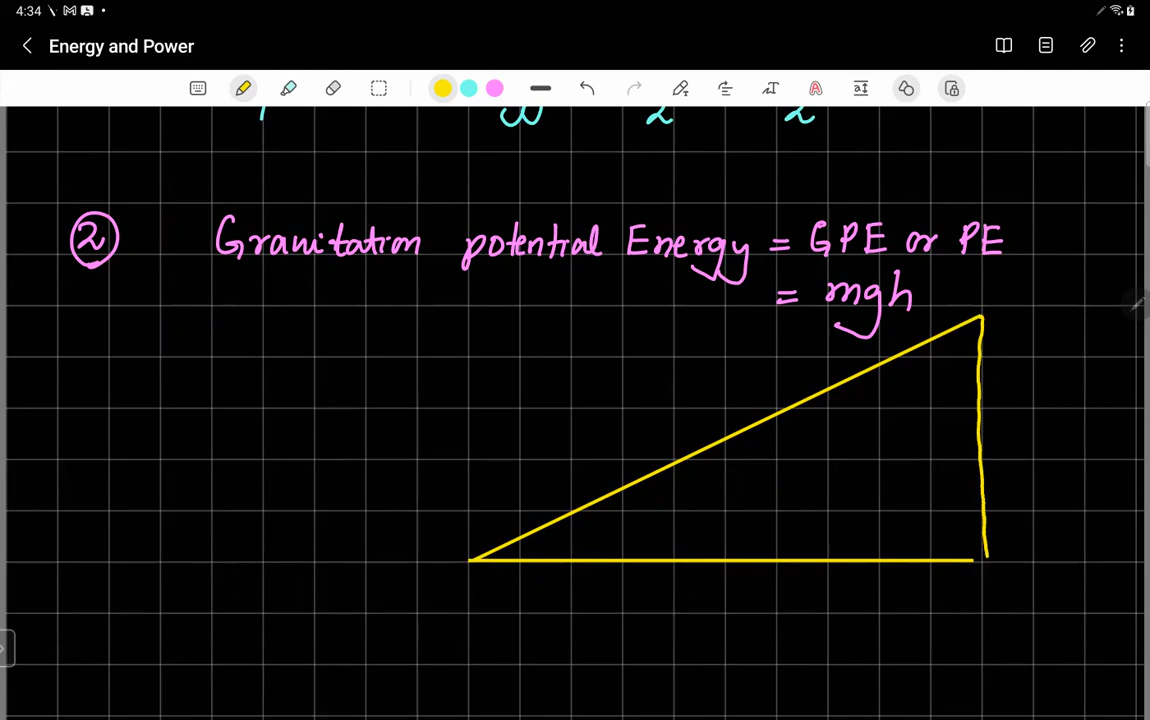 4:34
Energy and Power
② Gravitation potential Energy = GPE or PE
= mgh